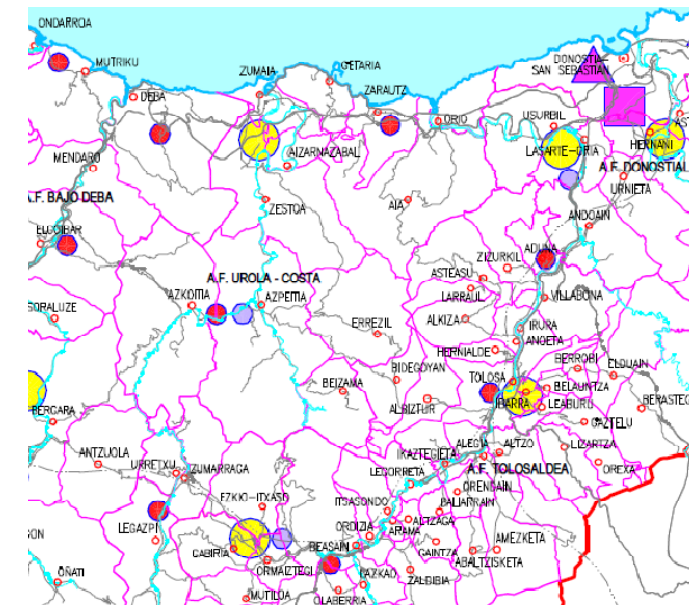 ONDARROA
MUTRIKU
DEBA
ZUMAIA
GETARIA
ZARAUTZ
ORIO
DONOSTIA-
SAN SEBASTIAN
USURBIL
LASARTE-ORIA
HERNANI
AST
A.F. DONOSTIAL
URNIETA
MENDARO
AIZARNAZABAL
A.F. BAJO DEBA
ZESTOA
AIA
ANDOAIN
ELGOIBAR
ADUNA
ZIZURKIL
ASTEASU
A.F. UROLA - COSTA
LARRAUL
VILLABONA
SORALUZE
AZKOITIA
AZPEITIA
ALKIZA
ERREZIL
IRURA
ANOETA
HERNIALDE
BERROBI
ELDUAIN
BIDEGOYAN
BEIZAMA
TOLOSA
BELAUNTZA
IBARRA
LEABURU
BERASTEG
ALBIZTUR
BERGARA
GAZTELU
ANTZUOLA
URRETXU
ZUMARRAGA
IKAZTEGIETA
ALEGIA
ALTZO
LIZARTZA
OREXA
LEGORRETA
A.F. TOLOSALDEA
EZKIO-ITXASO
ORENDAIN
ITSASONDO
BALIARRAIN
LEGAZPI
ORDIZIA
ALTZAGA
ARAMA
GABIRIA
BEASAIN
GAINTZA
AMEZKETA
ABALTZISKETA
ORMAIZTEGI
OÑATI
LAZKAO
ZALDIBIA
MUTILOA
OLABERRIA